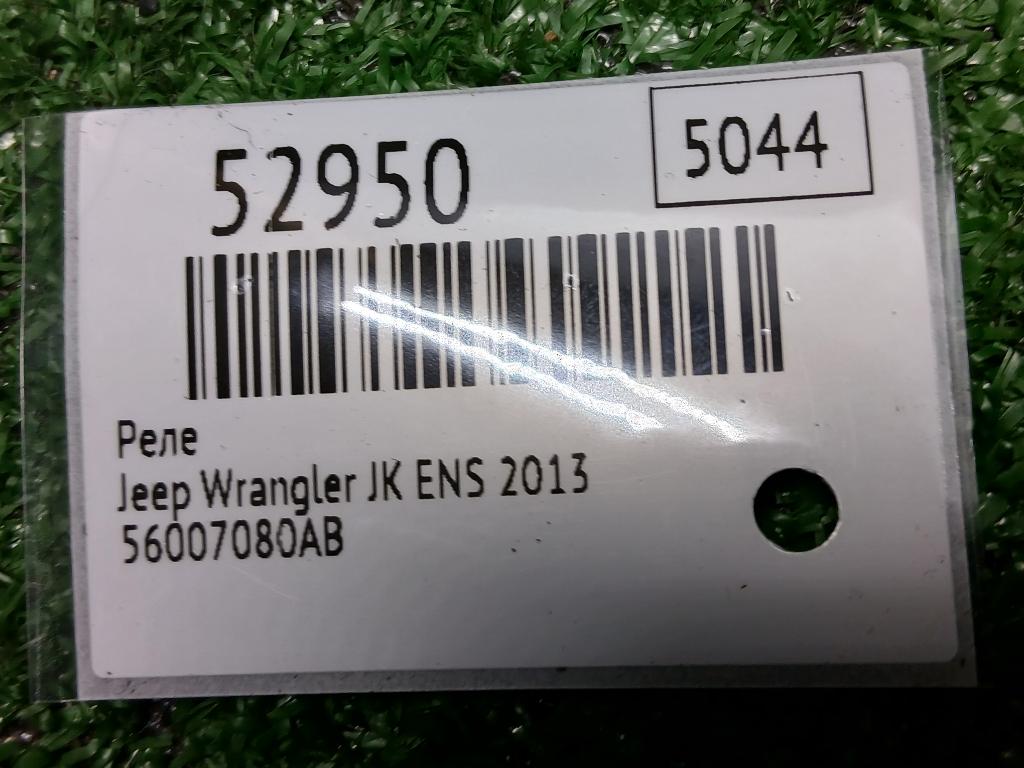 52950
5044
Реле
Jeep Wrangler JK ENS 2013
56007080AB